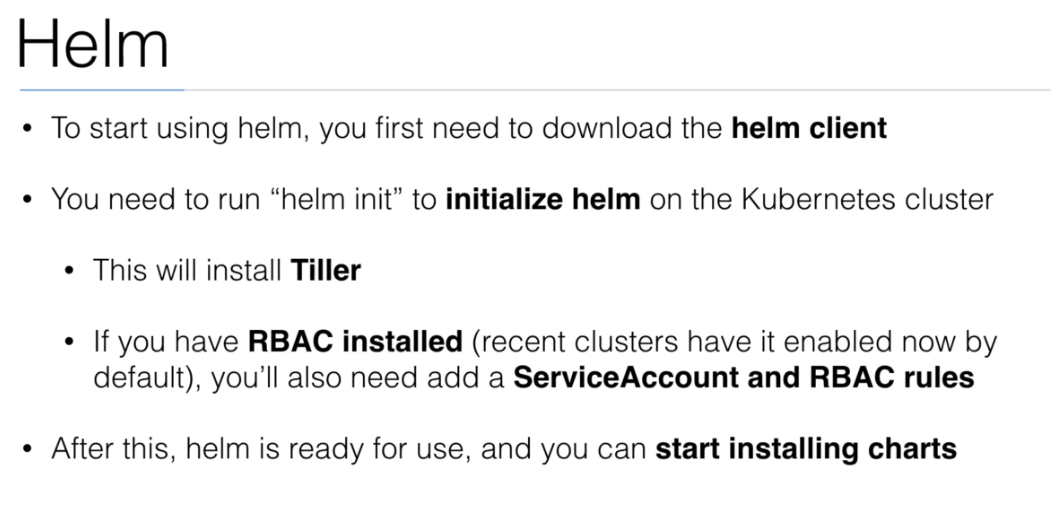 Helm
• To start using helm, you first need to download the helm client
• You need to run “helm init” to initialize helm on the Kubernetes cluster
• This will install Tiller
• If you have RBAC installed (recent clusters have it enabled now by
default), you’ll also need add a ServiceAccount and RBAC rules
• After this, helm is ready for use, and you can start installing charts